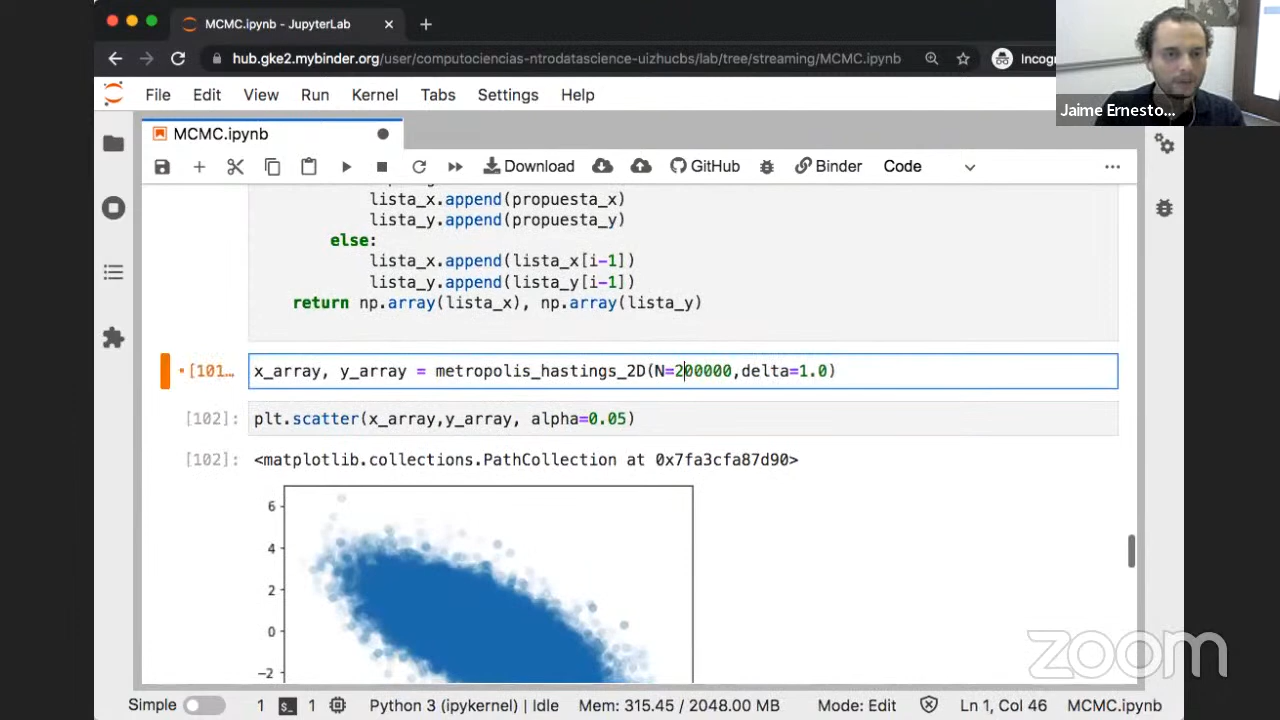 MCMC.ipynb - JupyterLab
hub.gke2.mybinder.org/user/computociencias-ntrodatascience-uizhucbs/lab/tree/streaming/MCMC.ipynb
Incog
Jaime Ernesto...
File Edit View Run Kernel Tabs Settings Help
MCMC.ipynb
Download GitHub Binder Code
lista_x.append(propuesta_x)
lista_y.append(propuesta_y)
else:
lista_x.append(lista_x[i-1])
lista_y.append(lista_y[i-1])
return np.array(lista_x), np.array(lista_y)
[101... x_array, y_array = metropolis_hastings_2D(N=200000,delta=1.0)
[102]: plt.scatter(x_array,y_array, alpha=0.05)
[102]: <matplotlib.collections.PathCollection at 0x7fa3cfa87d90>
6
4
2
0
−2
zoom
Simple 1 1 Python 3 (ipykernel) | Idle Mem: 315.45 / 2048.00 MB Mode: Edit Ln 1, Col 46 MCMC.ipynb